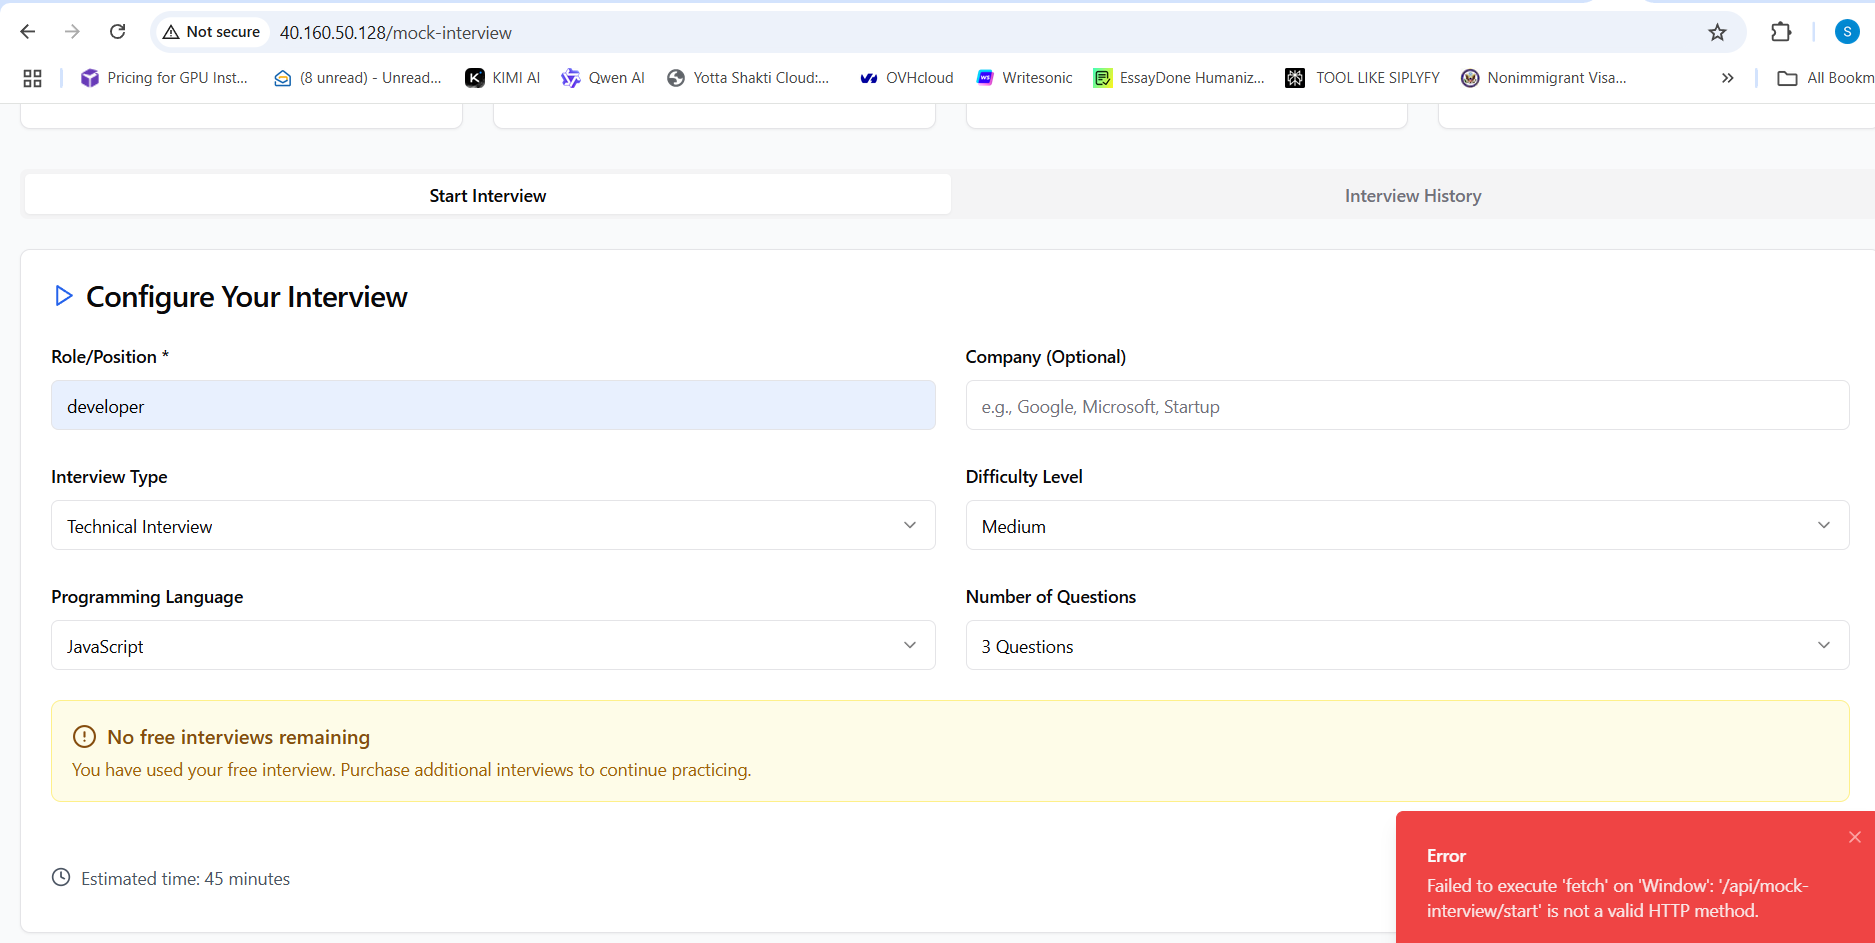 Not secure
40.160.50.128/mock-interview
S
Pricing for GPU Inst...
(8 unread) - Unread...
KIMI AI
Qwen AI
Yotta Shakti Cloud:...
OVHcloud
Writesonic
EssayDone Humaniz...
TOOL LIKE SIPLYFY
Nonimmigrant Visa...
All Bookm
Start Interview
Interview History
Configure Your Interview
Role/Position *
Company (Optional)
developer
e.g., Google, Microsoft, Startup
Interview Type
Difficulty Level
Technical Interview
Medium
Programming Language
Number of Questions
JavaScript
3 Questions
No free interviews remaining
You have used your free interview. Purchase additional interviews to continue practicing.
Estimated time: 45 minutes
Error
Failed to execute 'fetch' on 'Window': '/api/mock-
interview/start' is not a valid HTTP method.